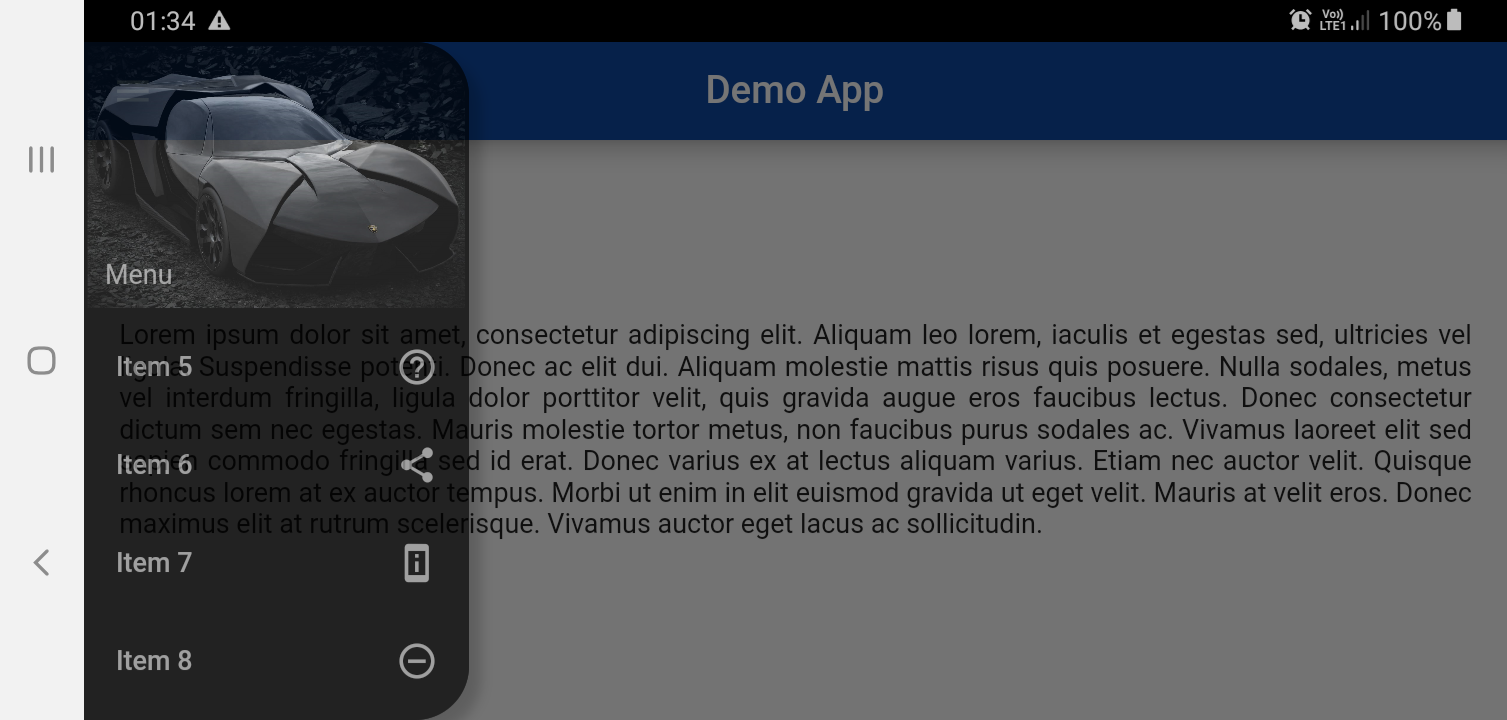 01:34
Vo)) LTE1 100%
Demo App
Menu
Lorem ipsum dolor sit amet, consectetur adipiscing elit. Aliquam leo lorem, iaculis et egestas sed, ultricies vel
Suspendisse potenti. Donec ac elit dui. Aliquam molestie mattis risus quis posuere. Nulla sodales, metus
vel interdum fringilla, ligula dolor porttitor velit, quis gravida augue eros faucibus lectus. Donec consectetur
dictum sem nec egestas. Mauris molestie tortor metus, non faucibus purus sodales ac. Vivamus laoreet elit sed
commodo fringilla sed id erat. Donec varius ex at lectus aliquam varius. Etiam nec auctor velit. Quisque
rhoncus lorem at ex auctor tempus. Morbi ut enim in elit euismod gravida ut eget velit. Mauris at velit eros. Donec
maximus elit at rutrum scelerisque. Vivamus auctor eget lacus ac sollicitudin.
Item 5
Item 6
Item 7
Item 8